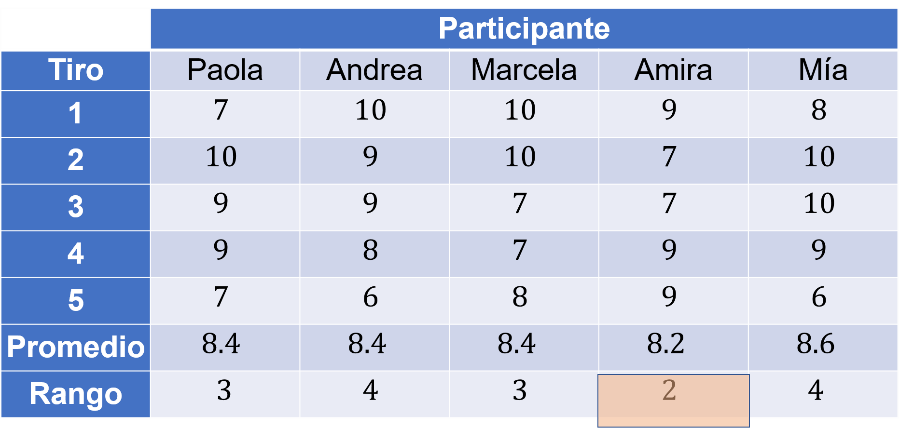 Participante
Tiro Paola Andrea Marcela Amira Mía
1 7 10 10 9 8
2 10 9 10 7 10
3 9 9 7 7 10
4 9 8 7 9 9
5 7 6 8 9 6
Promedio 8.4 8.4 8.4 8.2 8.6
Rango 3 4 3 2 4